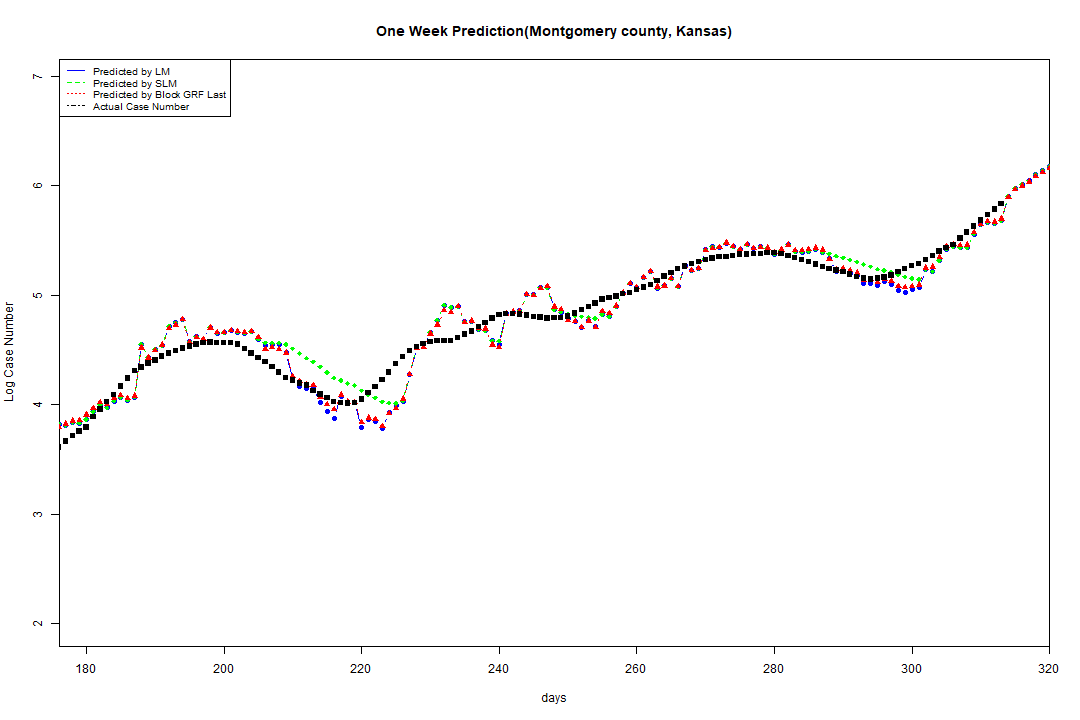 One Week Prediction(Montgomery county, Kansas)
Predicted by LM
Predicted by SLM
Predicted by Block GRF Last
Actual Case Number
Log Case Number
7
6
5
4
3
2
180 200 220 240 260 280 300 320
days